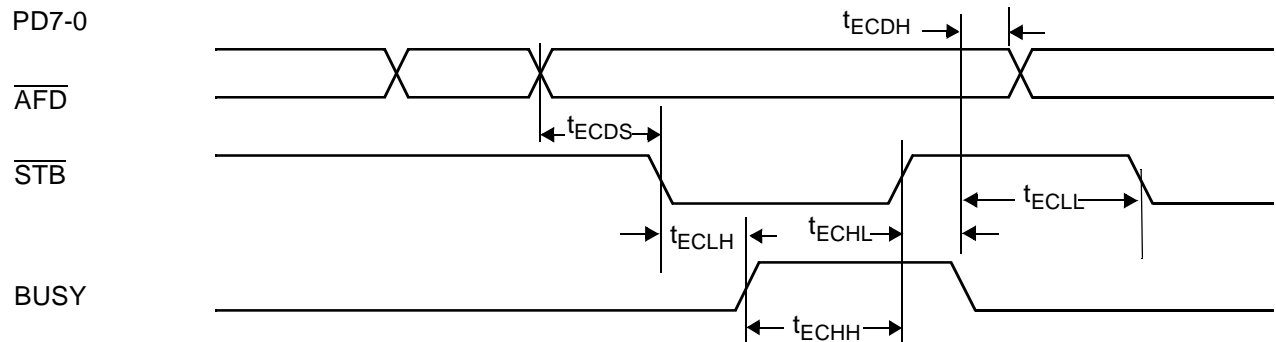 PD7-0
tECDH
AFD
tECDS
STB
tECLL
tECLH
tECHL
BUSY
tECHH